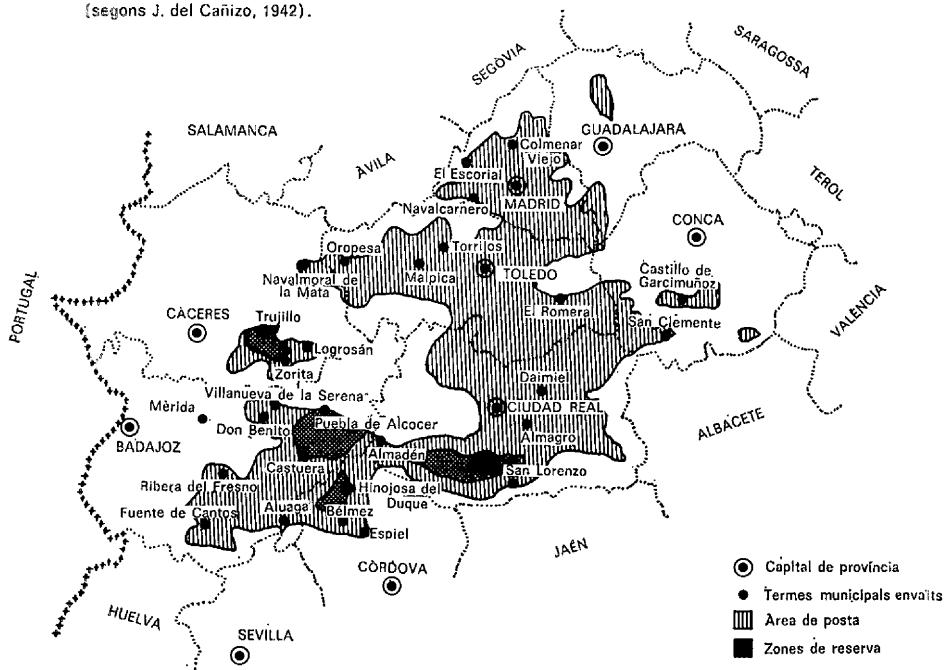 (segons J. del Cañizo, 1942).
SEGÒVIA
SARAGOSSA
SALAMANCA
ÀVILA
GUADALAJARA
Colmenar
Viejo
El Escorial
MADRID
Navalcarnero
TEROL
CONCA
Oropesa
Torrijos
Navalmoral de
la Mata
Malpica
TOLEDO
Castillo de
Garcimuñoz
PORTUGAL
CÀCERES
Trujillo
El Romeral
San Clemente
VALÈNCIA
Logrosán
Zorita
Daimiel
Villanueva de la Serena
Mèrida
Don Benito
Puebla de Alcocer
CIUDAD REAL
ALBACETE
BADAJOZ
Almadén
Almagro
Castuera
San Lorenzo
Ribera del Fresno
Hinojosa del
Duque
Fuente de Cantos
Aluaga
Bélmez
Espiel
JAÉN
CÒRDOVA
HUELVA
SEVILLA
Capital de província
Termes municipals envaïts
Àrea de posta
Zones de reserva